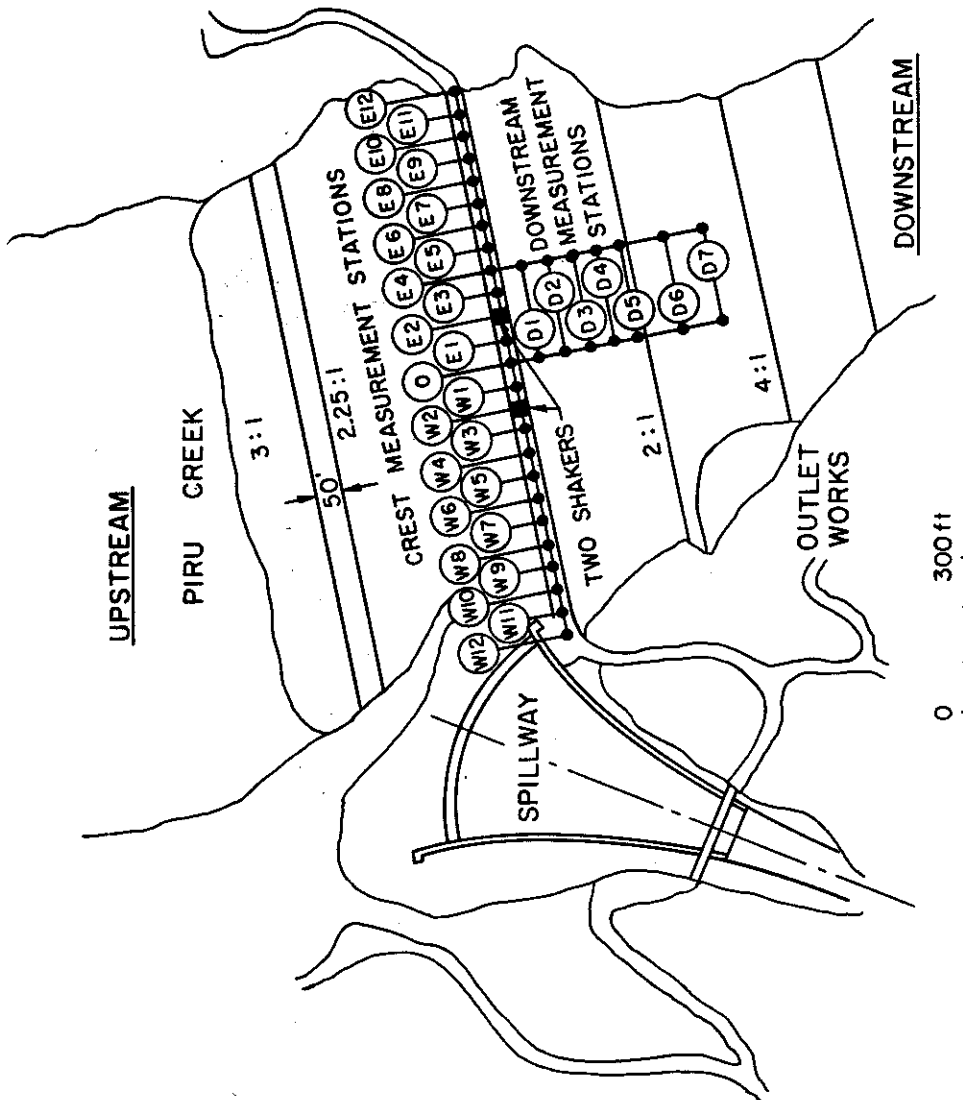 UPSTREAM
PIRU CREEK
3:1
50'
2.25:1
CREST MEASUREMENT STATIONS
W12
W11
W10
W9
W8
W7
W6
W5
W4
W3
W2
W1
O
E1
E2
E3
E4
E5
E6
E7
E8
E9
E10
E11
E12
TWO SHAKERS
DOWNSTREAM
MEASUREMENT
STATIONS
D1
D2
D3
D4
D5
D6
D7
SPILLWAY
2:1
4:1
OUTLET
WORKS
DOWNSTREAM
0 300ft